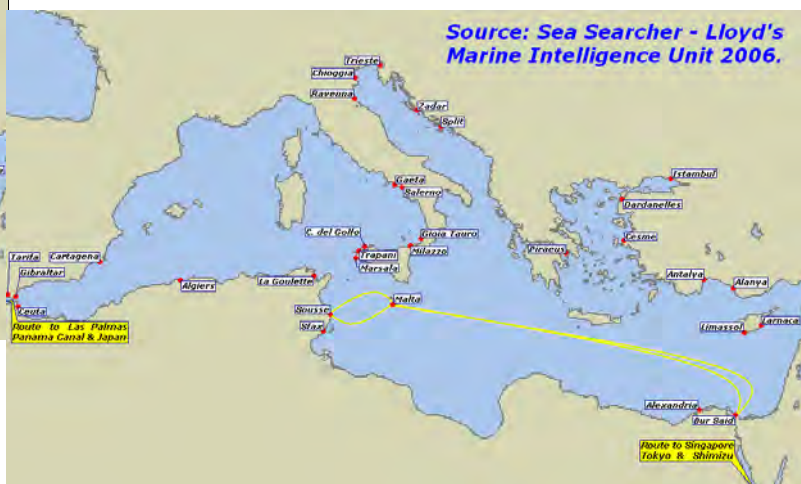 Source: Sea Searcher - Lloyd's
Marine Intelligence Unit 2006.
Trieste
Chioggia
Ravenna
Zadar
Split
Gaeta
Salerno
Istambul
Dardanelles
Cesme
C. del Golfo
Gioia Tauro
Milazzo
Trapani
Marsala
Piraeus
Tarifa
Cartagena
Gibraltar
Algiers
La Goulette
Antalya
Alanya
Ceuta
Malta
Sousse
Sfax
Larnaca
Limassol
Route to Las Palmas
Panama Canal & Japan
Alexandria
Bur Said
Route to Singapore
Tokyo & Shimizu